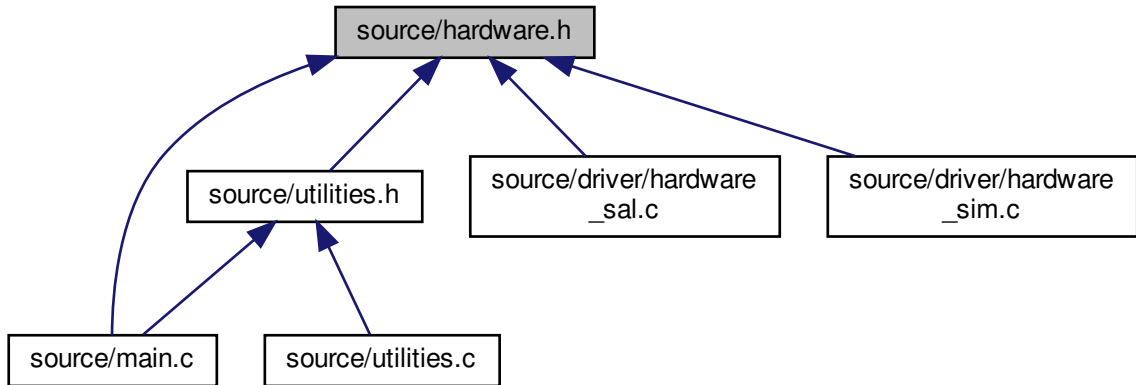 source/hardware.h
source/utilities.h
source/driver/hardware
_sal.c
source/driver/hardware
_sim.c
source/main.c
source/utilities.c